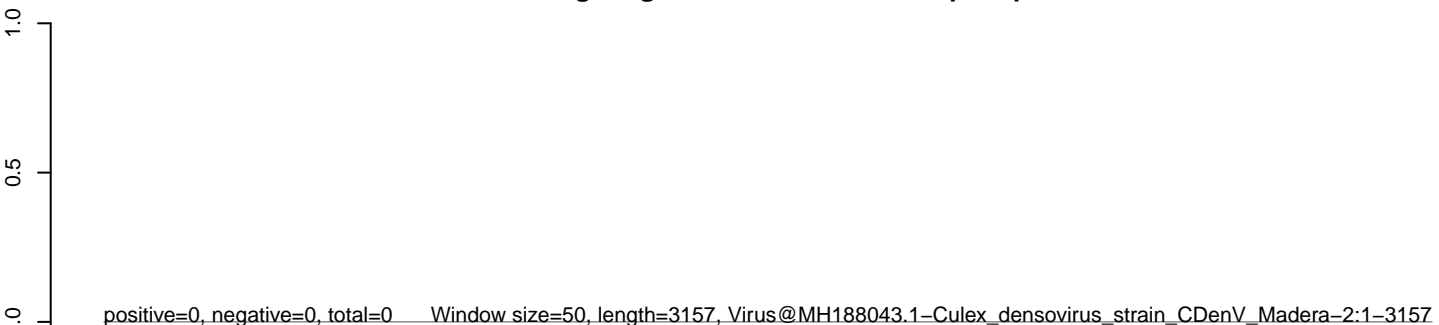 1.0
0.5
.0
positive=0, negative=0, total=0 Window size=50, length=3157, Virus@MH188043.1−Culex_densovirus_strain_CDenV_Madera−2:1−3157